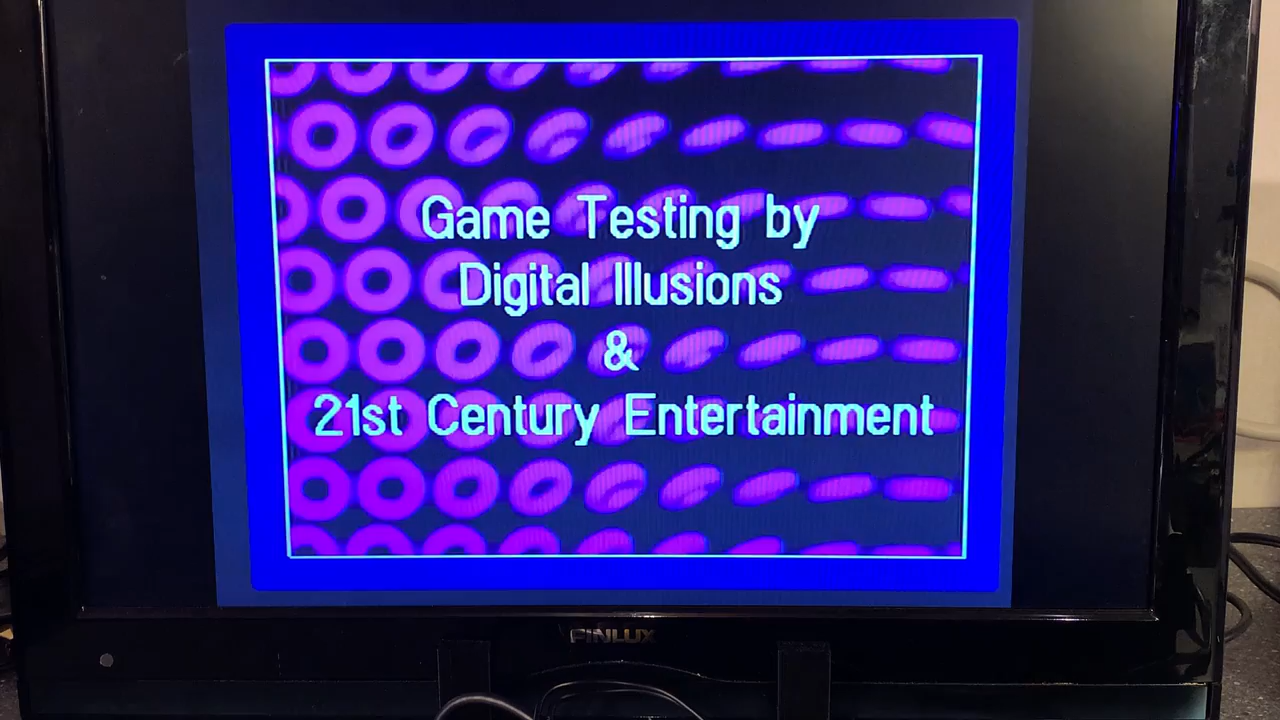 Game Testing by
Digital Illusions
&
21st Century Entertainment
FINLUX